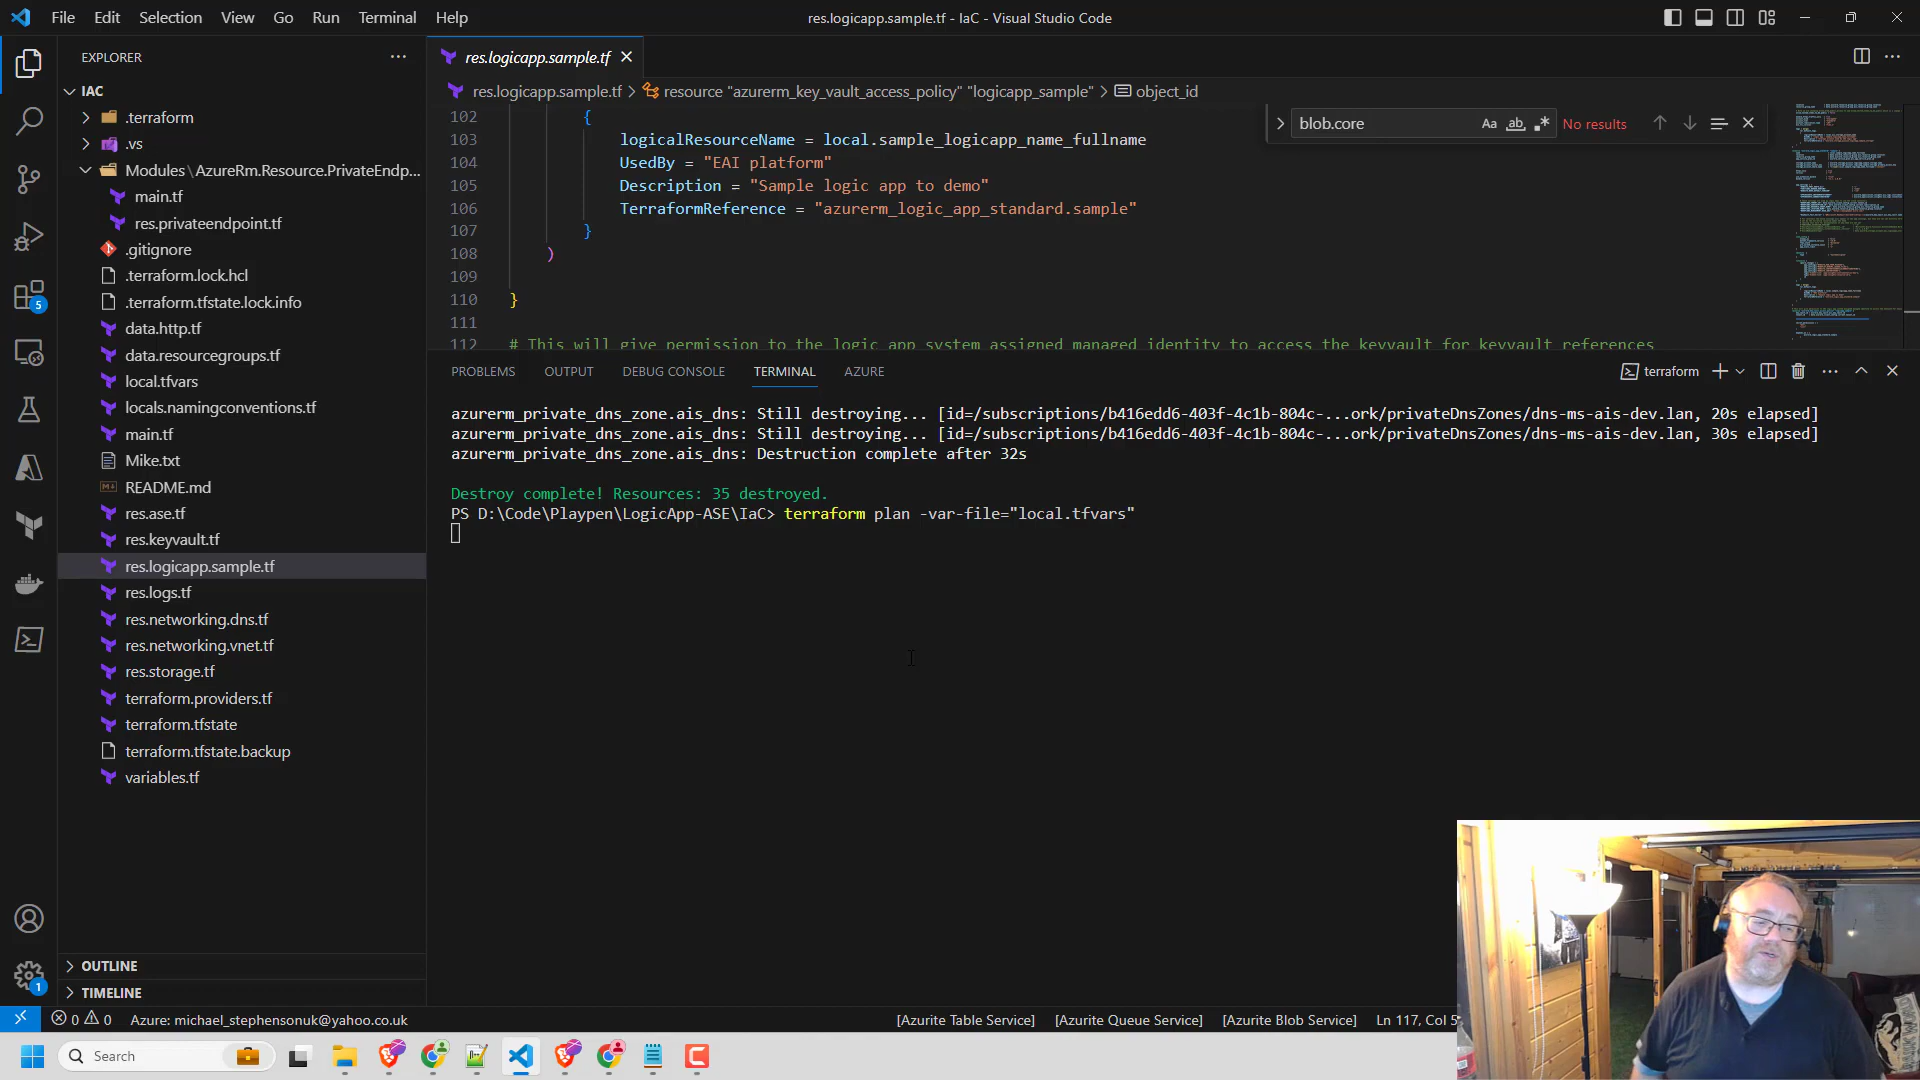 File Edit Selection View Go Run Terminal Help
res.logicapp.sample.tf - IaC - Visual Studio Code
EXPLORER
IAC
.terraform
.vs
Modules\AzureRm.Resource.PrivateEndp...
main.tf
res.privateendpoint.tf
.gitignore
.terraform.lock.hcl
.terraform.tfstate.lock.info
data.http.tf
data.resourcegroups.tf
local.tfvars
locals.namingconventions.tf
main.tf
Mike.txt
README.md
res.ase.tf
res.keyvault.tf
res.logicapp.sample.tf
res.logs.tf
res.networking.dns.tf
res.networking.vnet.tf
res.storage.tf
terraform.providers.tf
terraform.tfstate
terraform.tfstate.backup
variables.tf
OUTLINE
TIMELINE
res.logicapp.sample.tf
res.logicapp.sample.tf > resource "azurerm_key_vault_access_policy" "logicapp_sample" > object_id
blob.core Aa ab No results
102 {
103 logicalResourceName = local.sample_logicapp_name_fullname
104 UsedBy = "EAI platform"
105 Description = "Sample logic app to demo"
106 TerraformReference = "azurerm_logic_app_standard.sample"
107 }
108 )
109
110 }
111
112 # This will give permission to the logic app system assigned managed identity to access the keyvault for keyvault references
PROBLEMS OUTPUT DEBUG CONSOLE TERMINAL AZURE
terraform
azurerm_private_dns_zone.ais_dns: Still destroying... [id=/subscriptions/b416edd6-403f-4c1b-804c-...ork/privateDnsZones/dns-ms-ais-dev.lan, 20s elapsed]
azurerm_private_dns_zone.ais_dns: Still destroying... [id=/subscriptions/b416edd6-403f-4c1b-804c-...ork/privateDnsZones/dns-ms-ais-dev.lan, 30s elapsed]
azurerm_private_dns_zone.ais_dns: Destruction complete after 32s
Destroy complete! Resources: 35 destroyed.
PS D:\Code\Playpen\LogicApp-ASE\IaC> terraform plan -var-file="local.tfvars"
5
1
0 0 Azure: michael_stephensonuk@yahoo.co.uk
[Azurite Table Service] [Azurite Queue Service] [Azurite Blob Service] Ln 117, Col 5
Search